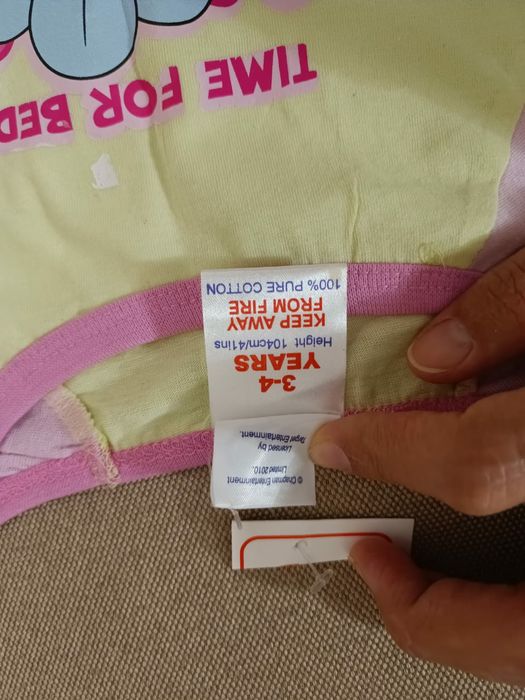 © Chapman Entertainment
Limited 2010.
Licensed by
Target Entertainment.
3-4
YEARS
Height 104cm/41ins
KEEP AWAY
FROM FIRE
100% PURE COTTON
TIME FOR BED